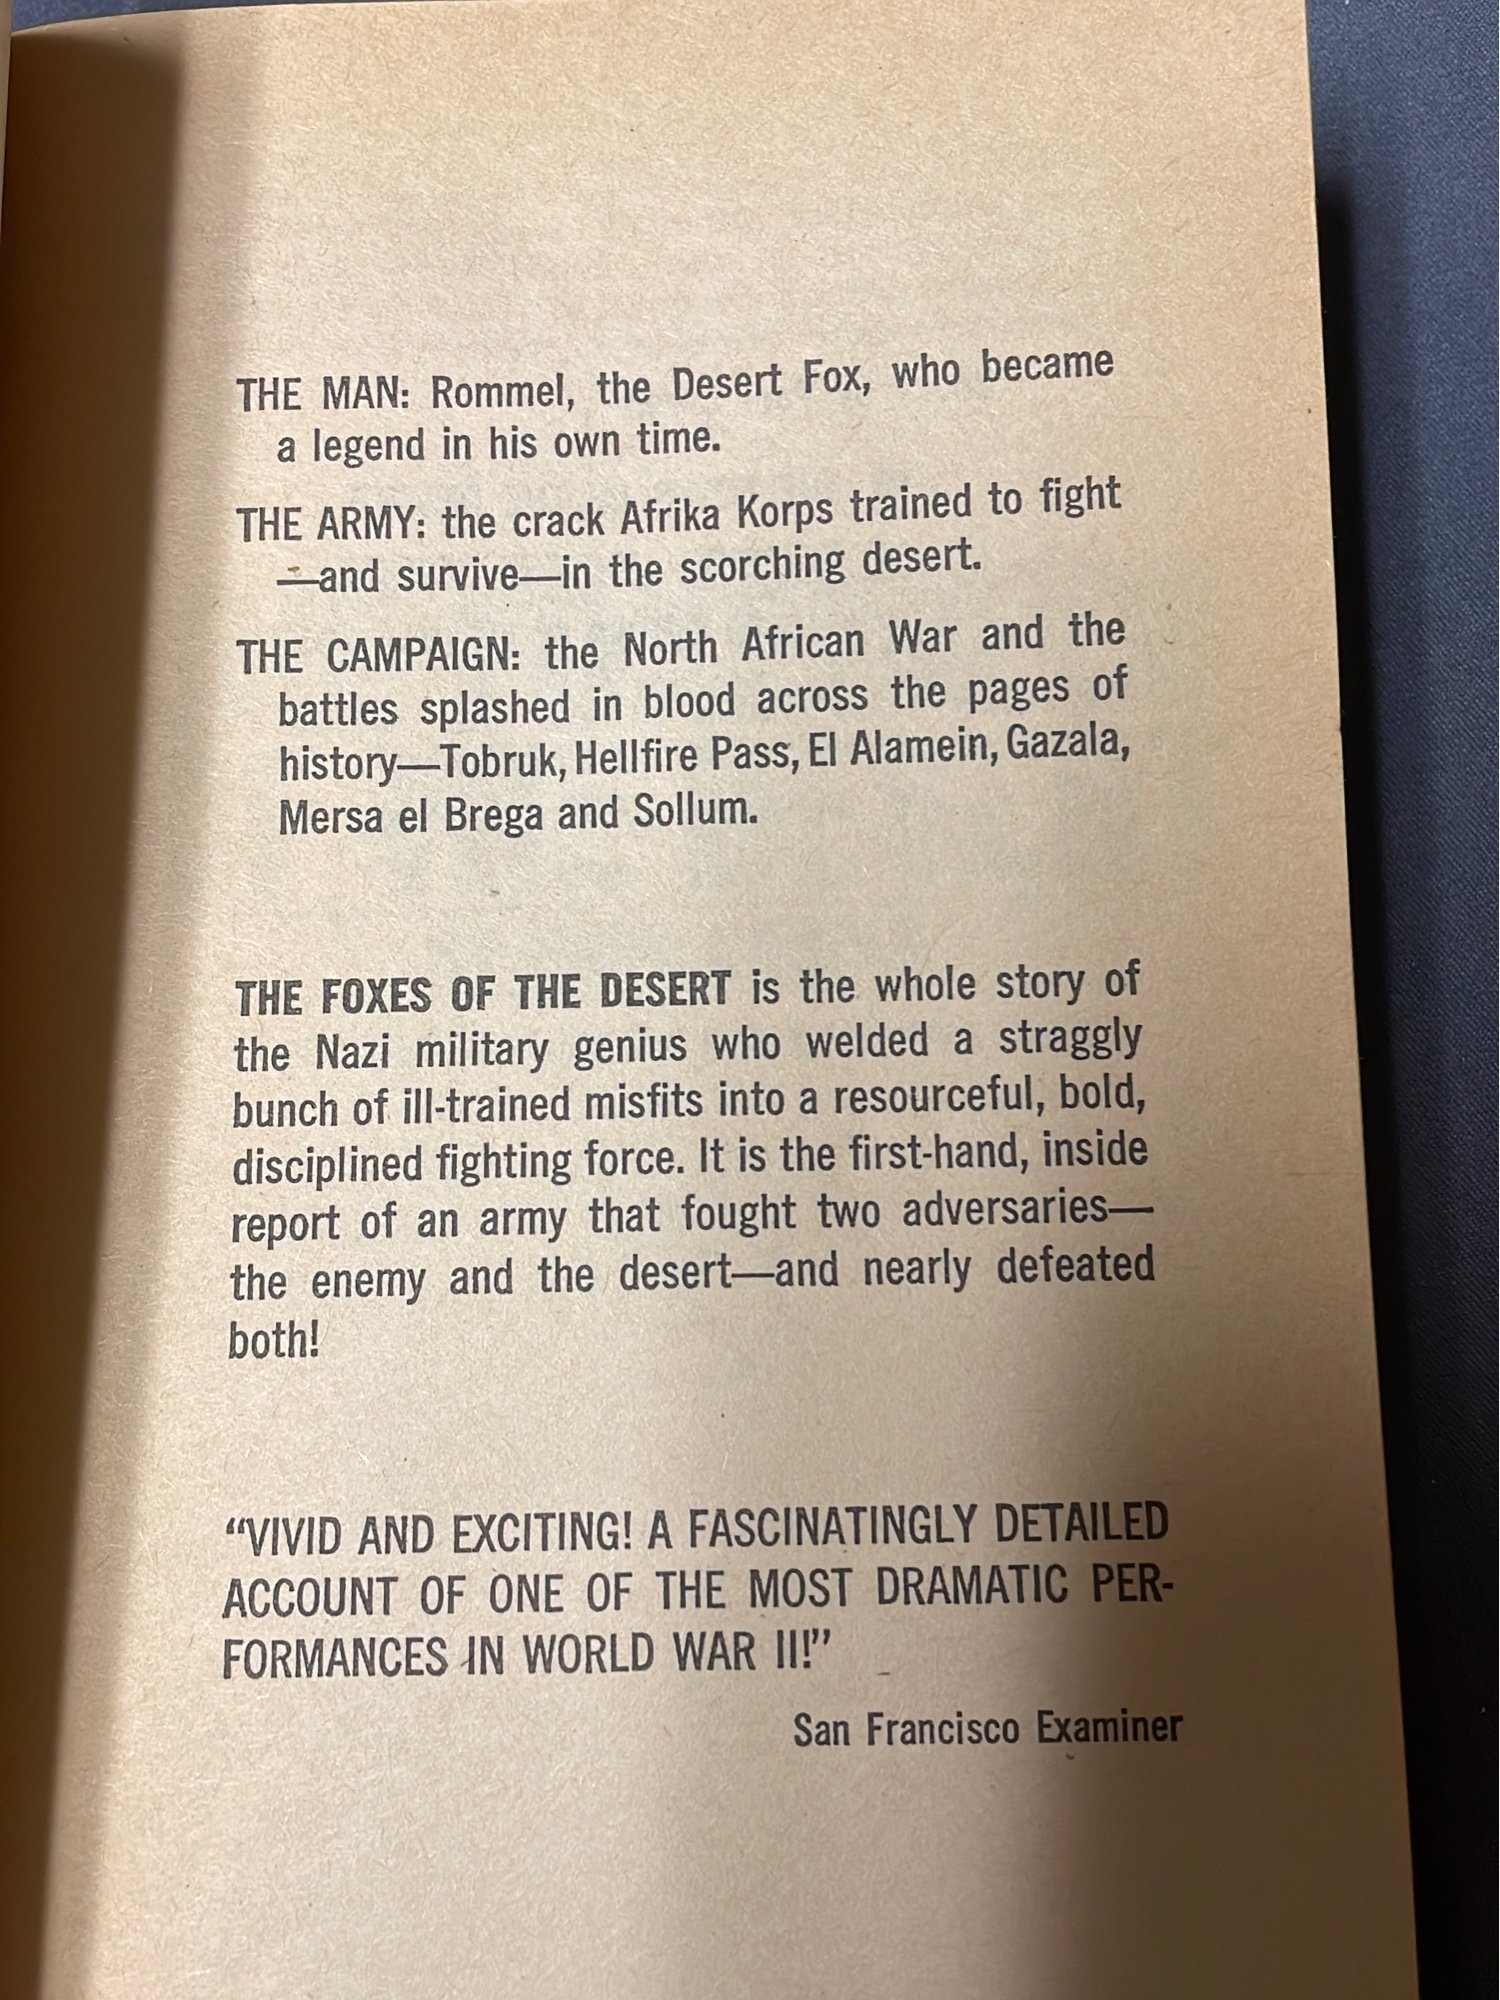 THE MAN: Rommel, the Desert Fox, who became
a legend in his own time.
THE ARMY: the crack Afrika Korps trained to fight
—and survive—in the scorching desert.
THE CAMPAIGN: the North African War and the
battles splashed in blood across the pages of
history—Tobruk, Hellfire Pass, El Alamein, Gazala,
Mersa el Brega and Sollum.
THE FOXES OF THE DESERT is the whole story of
the Nazi military genius who welded a straggly
bunch of ill-trained misfits into a resourceful, bold,
disciplined fighting force. It is the first-hand, inside
report of an army that fought two adversaries—
the enemy and the desert—and nearly defeated
both!
“VIVID AND EXCITING! A FASCINATINGLY DETAILED
ACCOUNT OF ONE OF THE MOST DRAMATIC PER-
FORMANCES IN WORLD WAR II!”
San Francisco Examiner